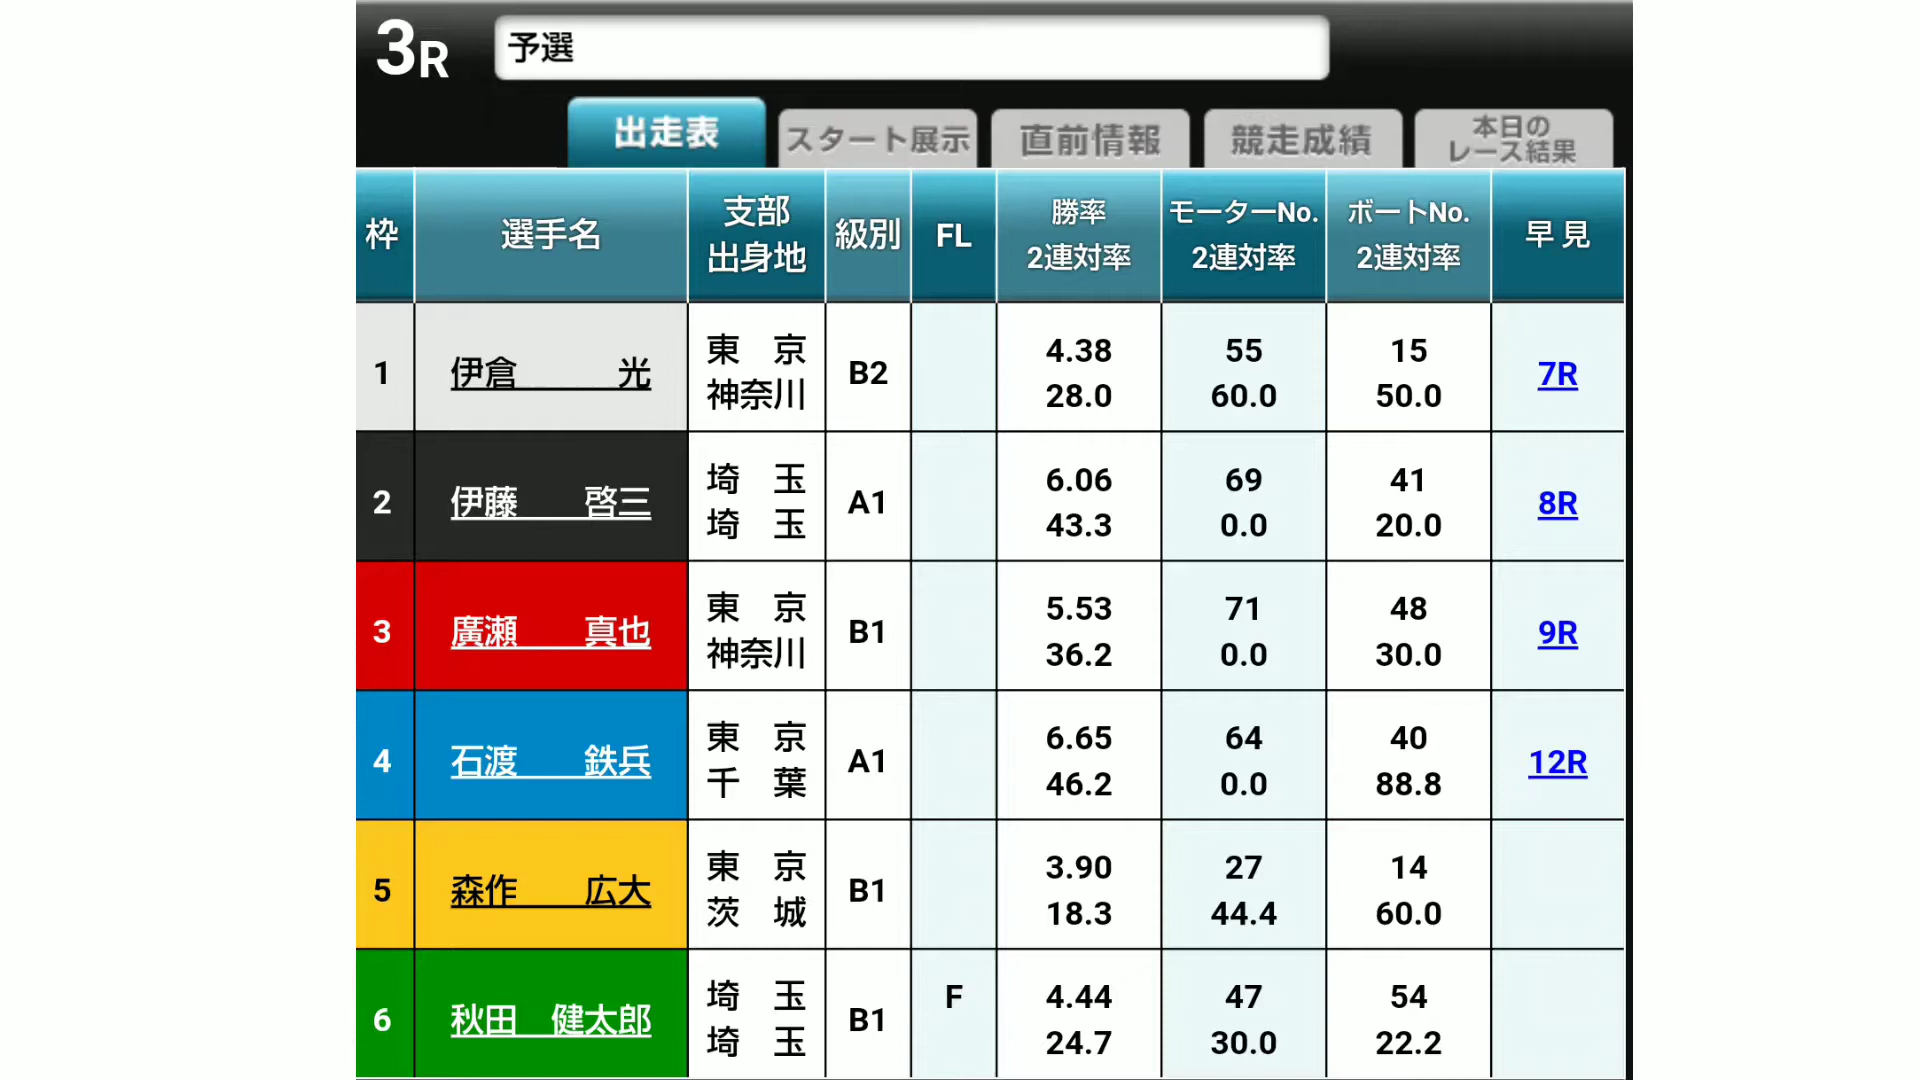 3R 予選
出走表 スタート展示 直前情報 競走成績 本日の
レース結果
枠 選手名 支部 級別 FL 勝率 モーターNo. ボートNo. 早見
出身地 2連対率 2連対率 2連対率
1 伊倉 光 東京 B2 4.38 55 15 7R
神奈川 28.0 60.0 50.0
2 伊藤 啓三 埼玉 A1 6.06 69 41 8R
埼玉 43.3 0.0 20.0
3 廣瀬 真也 東京 B1 5.53 71 48 9R
神奈川 36.2 0.0 30.0
4 石渡 鉄兵 東京 A1 6.65 64 40 12R
千葉 46.2 0.0 88.8
5 森作 広大 東京 B1 3.90 27 14
茨城 18.3 44.4 60.0
6 秋田 健太郎 埼玉 B1 F 4.44 47 54
埼玉 24.7 30.0 22.2